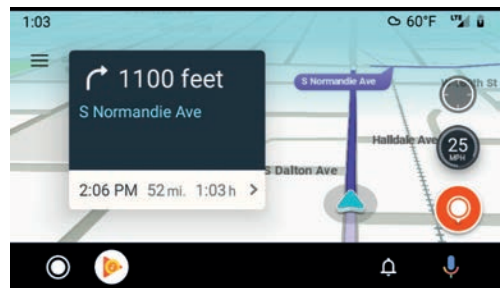 1:03
60°F LTE
1100 feet
S Normandie Ave
2:06 PM 52 mi. 1:03 h >
S Normandie Ave
Halldale Ave
S Dalton Ave
25
MPH